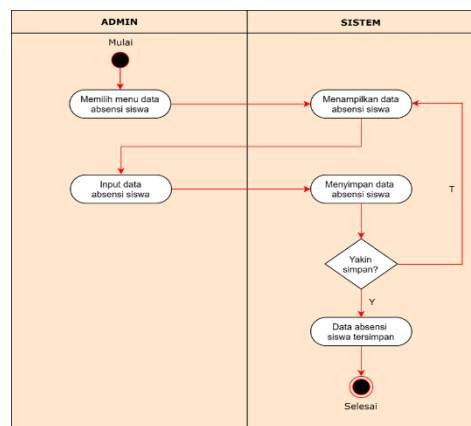 ADMIN
SISTEM
Mulai
Memilih menu data
absensi siswa
Menampilkan data
absensi siswa
Input data
absensi siswa
Menyimpan data
absensi siswa
T
Yakin
simpan?
Y
Data absensi
siswa tersimpan
Selesai